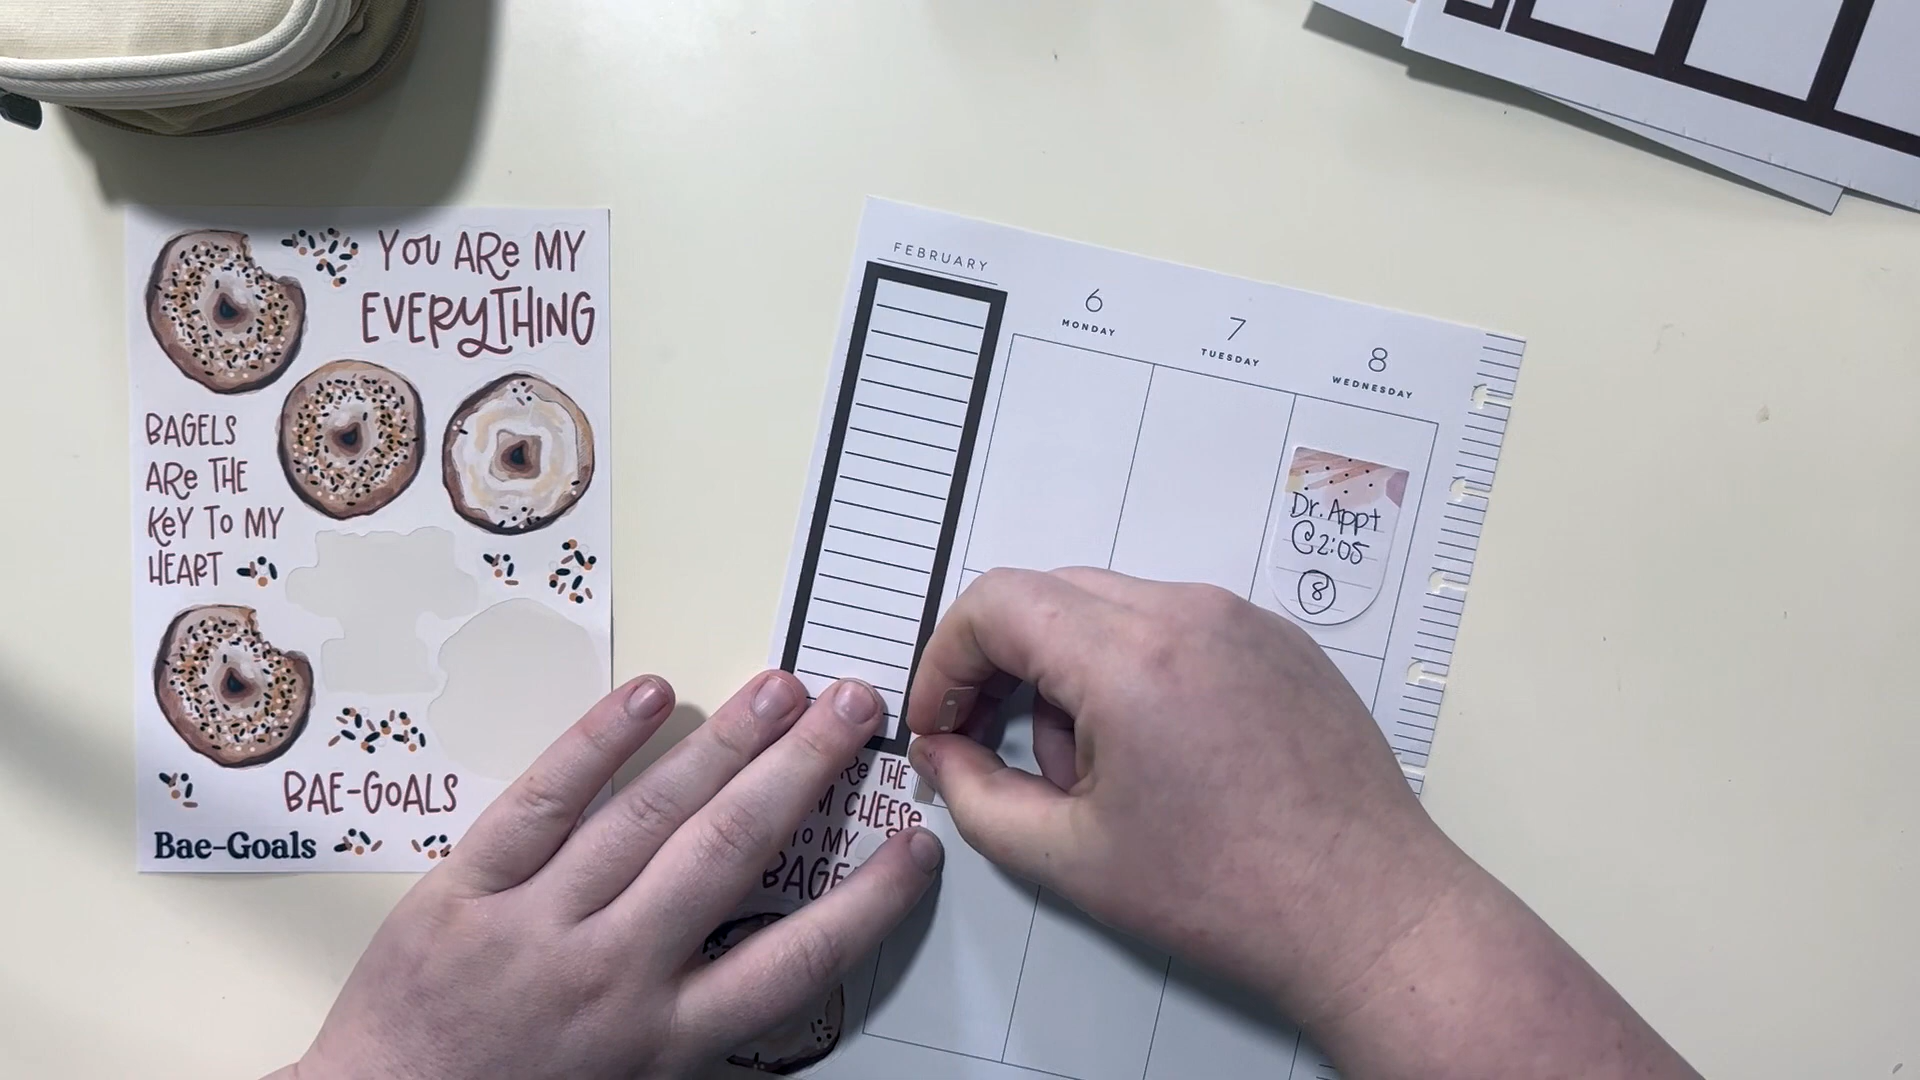 YOU ARe MY
EVERYTHING
BAGELS
ARe THE
KeY To MY
HEART
BAE-GoALS
Bae-Goals
FEBRUARY
6
MONDAY
7
TUESDAY
8
WEDNESDAY
Dr. Appt
@2:05
8
THE
CHEESe
MY